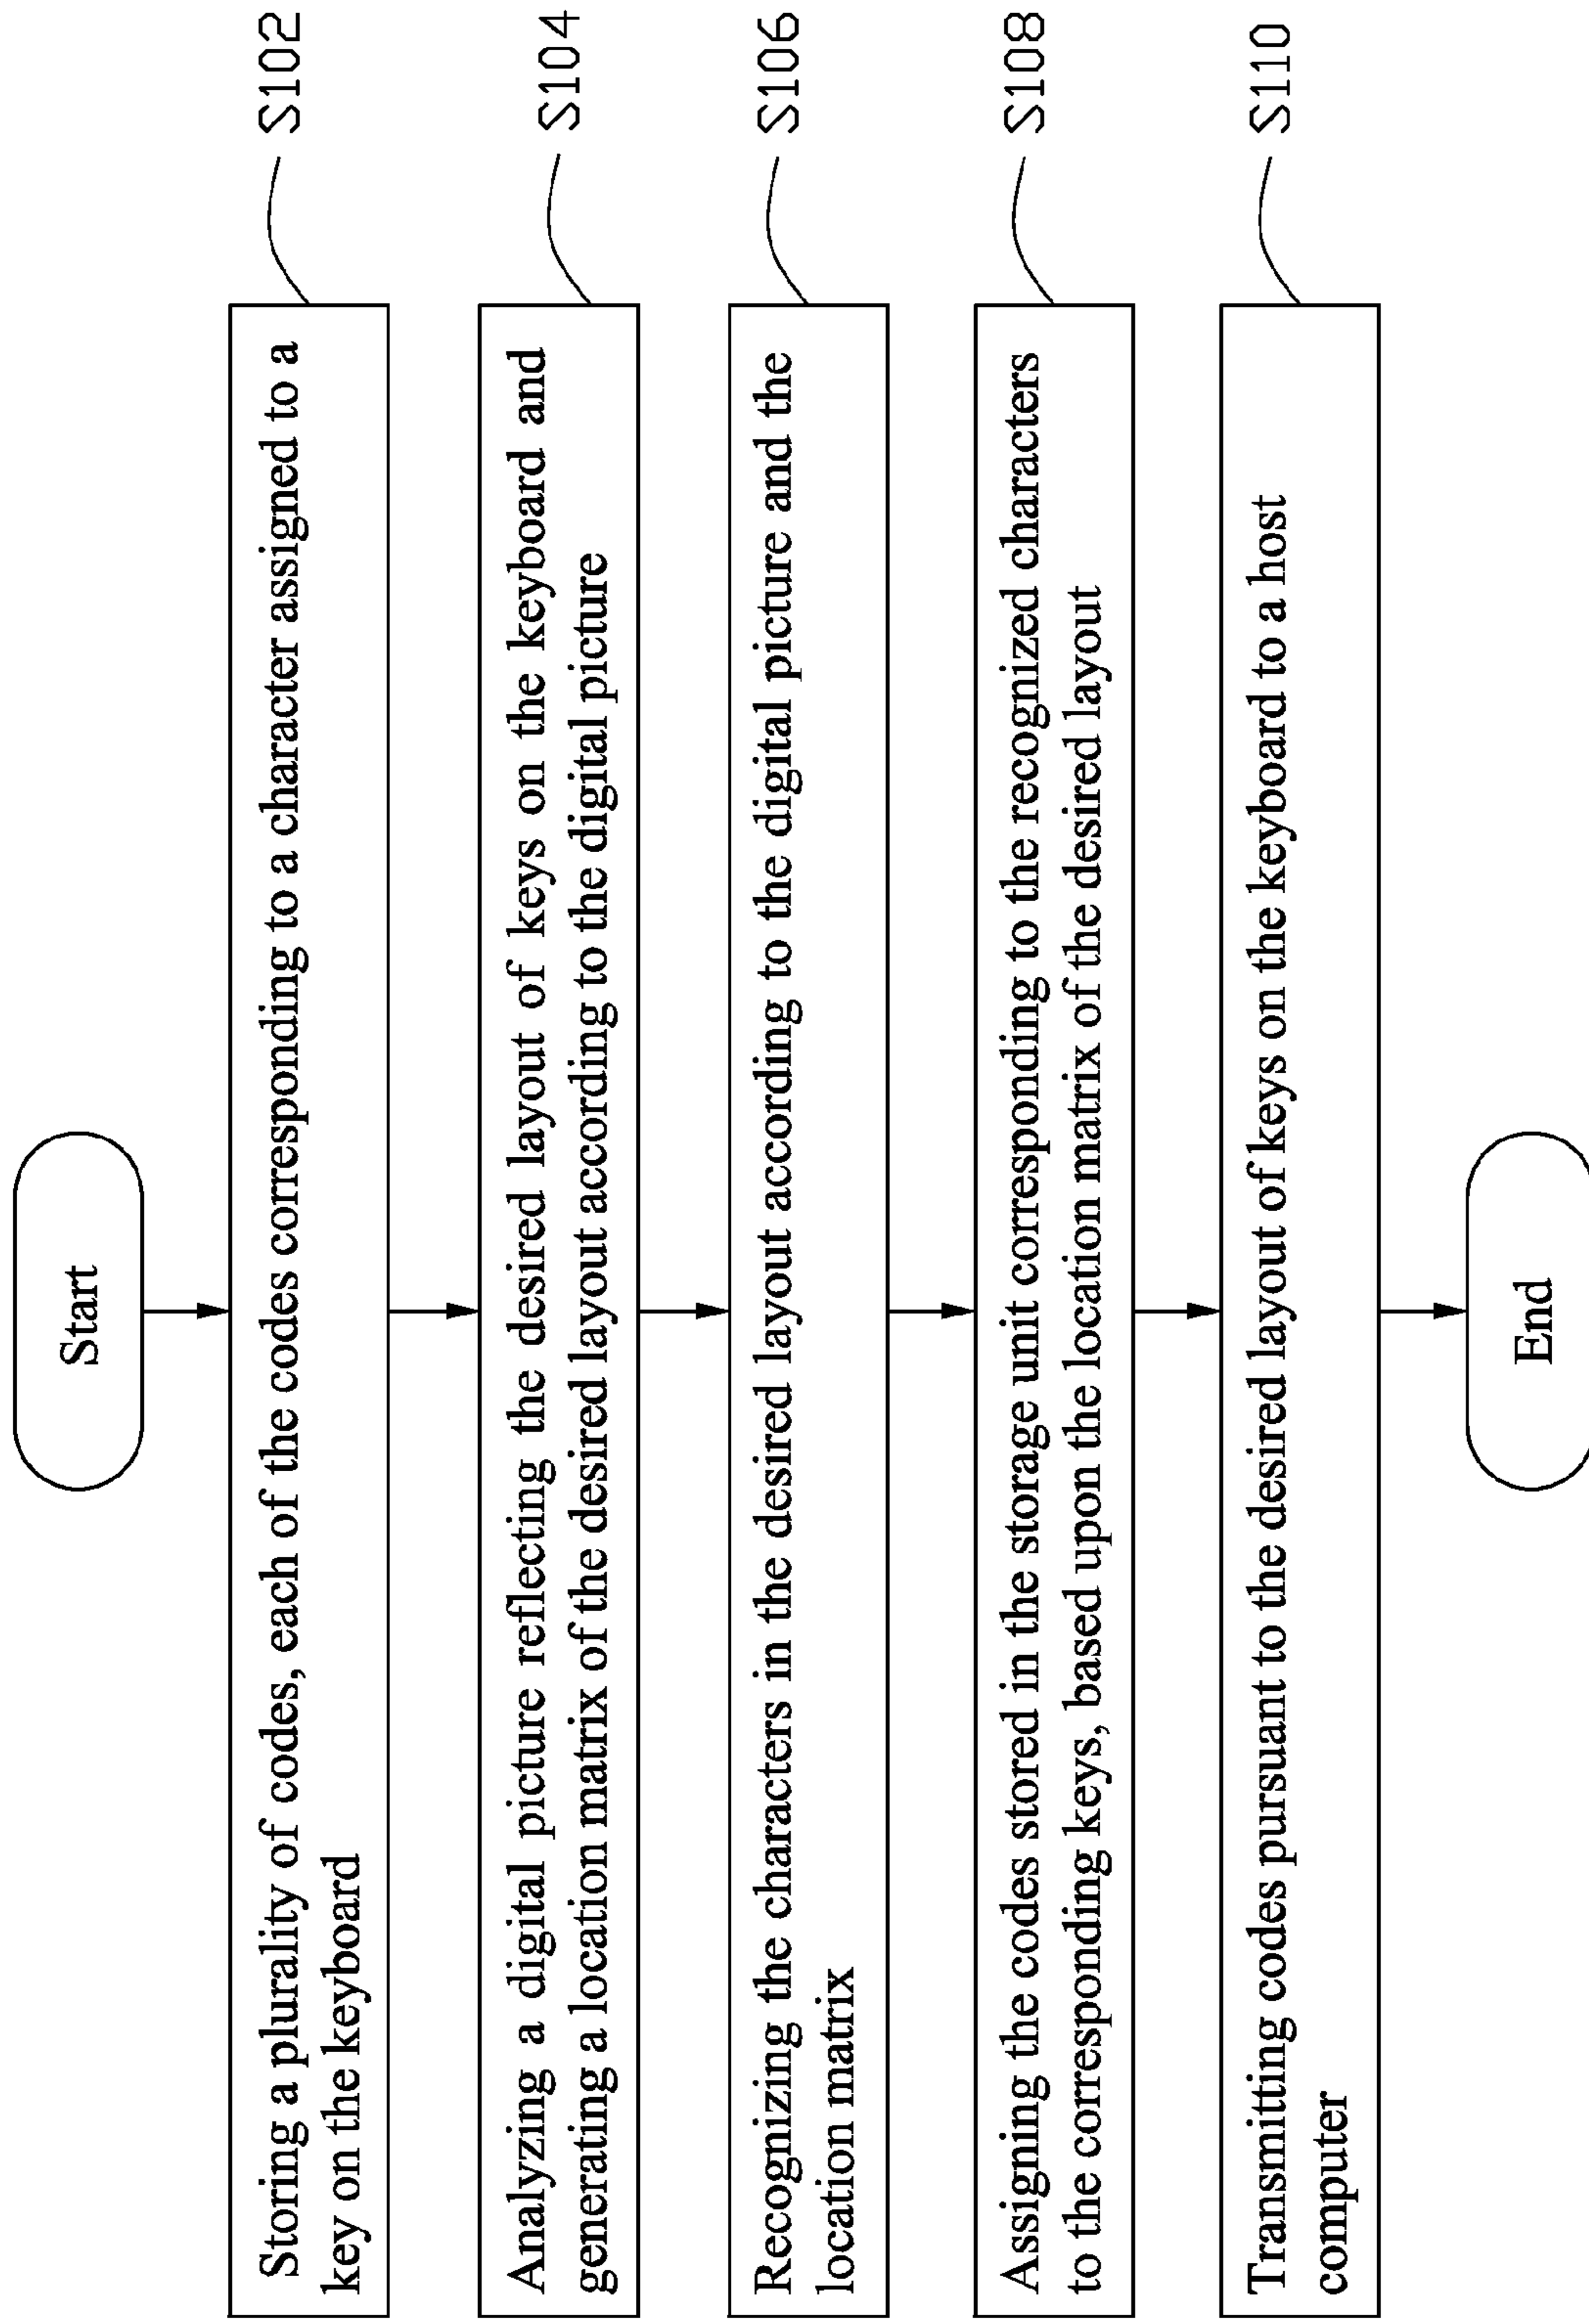 Start
Storing a plurality of codes, each of the codes corresponding to a character assigned to a
key on the keyboard
S102
Analyzing a digital picture reflecting the desired layout of keys on the keyboard and
generating a location matrix of the desired layout according to the digital picture
S104
Recognizing the characters in the desired layout according to the digital picture and the
location matrix
S106
Assigning the codes stored in the storage unit corresponding to the recognized characters
to the corresponding keys, based upon the location matrix of the desired layout
S108
Transmitting codes pursuant to the desired layout of keys on the keyboard to a host
computer
S110
End